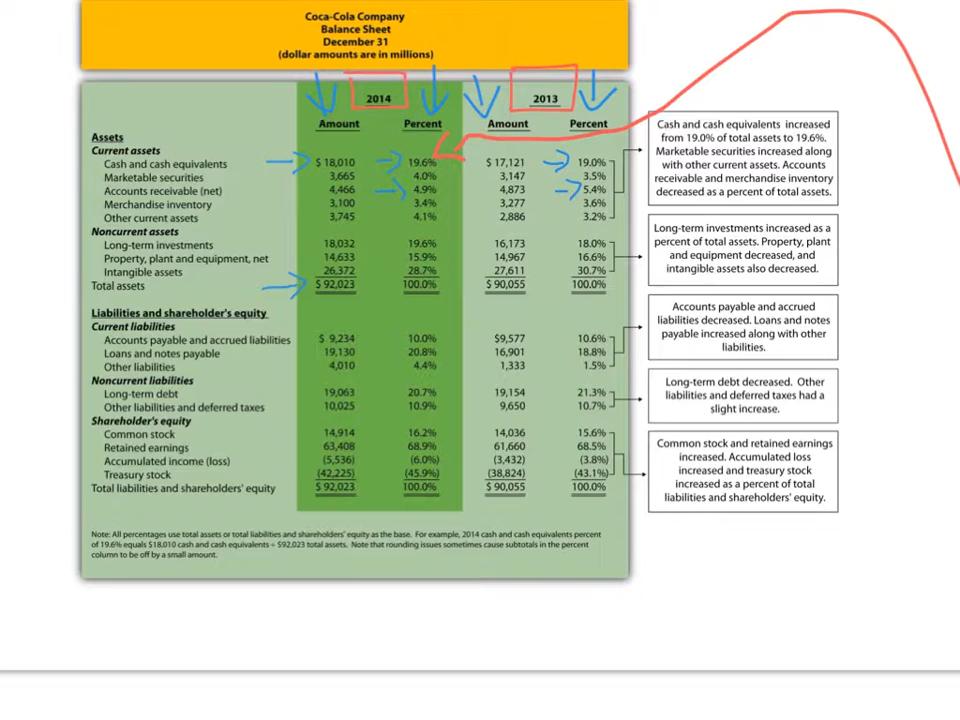 Coca-Cola Company
Balance Sheet
December 31
(dollar amounts are in millions)
2014 2013
Amount Percent Amount Percent
Assets
Current assets
Cash and cash equivalents $ 18,010 19.6% $ 17,121 19.0%
Marketable securities 3,665 4.0% 3,147 3.5%
Accounts receivable (net) 4,466 4.9% 4,873 5.4%
Merchandise inventory 3,100 3.4% 3,277 3.6%
Other current assets 3,745 4.1% 2,886 3.2%
Noncurrent assets
Long-term investments 18,032 19.6% 16,173 18.0%
Property, plant and equipment, net 14,633 15.9% 14,967 16.6%
Intangible assets 26,372 28.7% 27,611 30.7%
Total assets $ 92,023 100.0% $ 90,055 100.0%
Liabilities and shareholder's equity
Current liabilities
Accounts payable and accrued liabilities $ 9,234 10.0% $9,577 10.6%
Loans and notes payable 19,130 20.8% 16,901 18.8%
Other liabilities 4,010 4.4% 1,333 1.5%
Noncurrent liabilities
Long-term debt 19,063 20.7% 19,154 21.3%
Other liabilities and deferred taxes 10,025 10.9% 9,650 10.7%
Shareholder's equity
Common stock 14,914 16.2% 14,036 15.6%
Retained earnings 63,408 68.9% 61,660 68.5%
Accumulated income (loss) (5,536) (6.0%) (3,432) (3.8%)
Treasury stock (42,225) (45.9%) (38,824) (43.1%)
Total liabilities and shareholders' equity $ 92,023 100.0% $ 90,055 100.0%
Note: All percentages use total assets or total liabilities and shareholders' equity as the base. For example, 2014 cash and cash equivalents percent
of 19.6% equals $18,010 cash and cash equivalents ÷ $92,023 total assets. Note that rounding issues sometimes cause subtotals in the percent
column to be off by a small amount.
Cash and cash equivalents increased
from 19.0% of total assets to 19.6%.
Marketable securities increased along
with other current assets. Accounts
receivable and merchandise inventory
decreased as a percent of total assets.
Long-term investments increased as a
percent of total assets. Property, plant
and equipment decreased, and
intangible assets also decreased.
Accounts payable and accrued
liabilities decreased. Loans and notes
payable increased along with other
liabilities.
Long-term debt decreased. Other
liabilities and deferred taxes had a
slight increase.
Common stock and retained earnings
increased. Accumulated loss
increased and treasury stock
increased as a percent of total
liabilities and shareholders' equity.